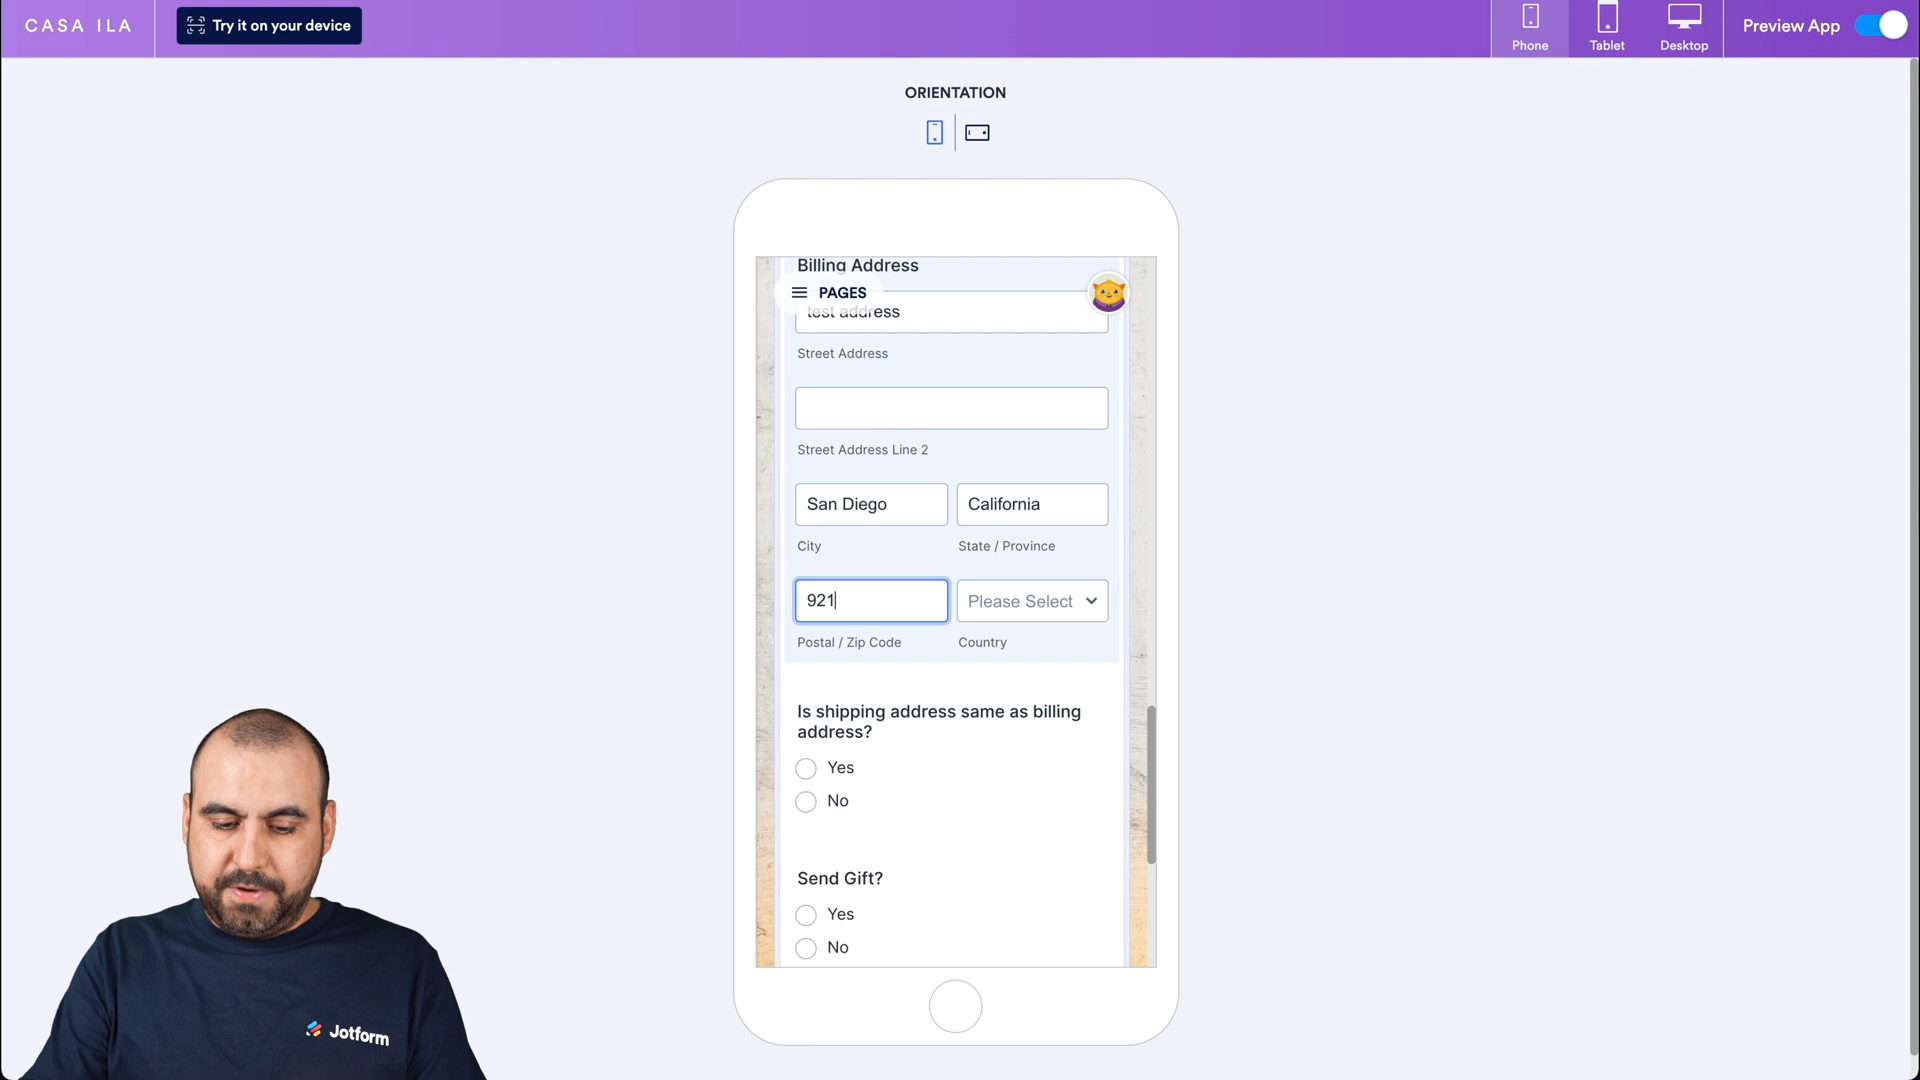 CASA ILA
Try it on your device
Phone
Tablet
Desktop
Preview App
ORIENTATION
Billing Address
PAGES
test address
Street Address
Street Address Line 2
San Diego
California
City
State / Province
921
Please Select
Postal / Zip Code
Country
Is shipping address same as billing
address?
Yes
No
Send Gift?
Yes
No
Jotform